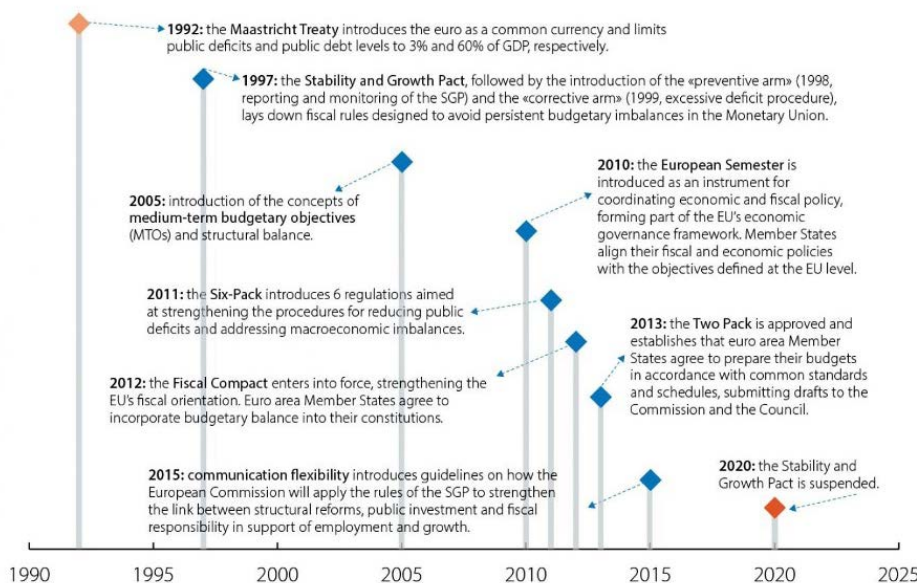 1992: the Maastricht Treaty introduces the euro as a common currency and limits
public deficits and public debt levels to 3% and 60% of GDP, respectively.
1997: the Stability and Growth Pact, followed by the introduction of the «preventive arm» (1998,
reporting and monitoring of the SGP) and the «corrective arm» (1999, excessive deficit procedure),
lays down fiscal rules designed to avoid persistent budgetary imbalances in the Monetary Union.
2005: introduction of the concepts of
medium-term budgetary objectives
(MTOs) and structural balance.
2010: the European Semester is
introduced as an instrument for
coordinating economic and fiscal policy,
forming part of the EU's economic
governance framework. Member States
align their fiscal and economic policies
with the objectives defined at the EU level.
2011: the Six-Pack introduces 6 regulations aimed
at strengthening the procedures for reducing public
deficits and addressing macroeconomic imbalances.
2012: the Fiscal Compact enters into force, strengthening the
EU's fiscal orientation. Euro area Member States agree to
incorporate budgetary balance into their constitutions.
2013: the Two Pack is approved and
establishes that euro area Member
States agree to prepare their budgets
in accordance with common standards
and schedules, submitting drafts to the
Commission and the Council.
2015: communication flexibility introduces guidelines on how the
European Commission will apply the rules of the SGP to strengthen
the link between structural reforms, public investment and fiscal
responsibility in support of employment and growth.
2020: the Stability and
Growth Pact is suspended.
1990 1995 2000 2005 2010 2015 2020 2025